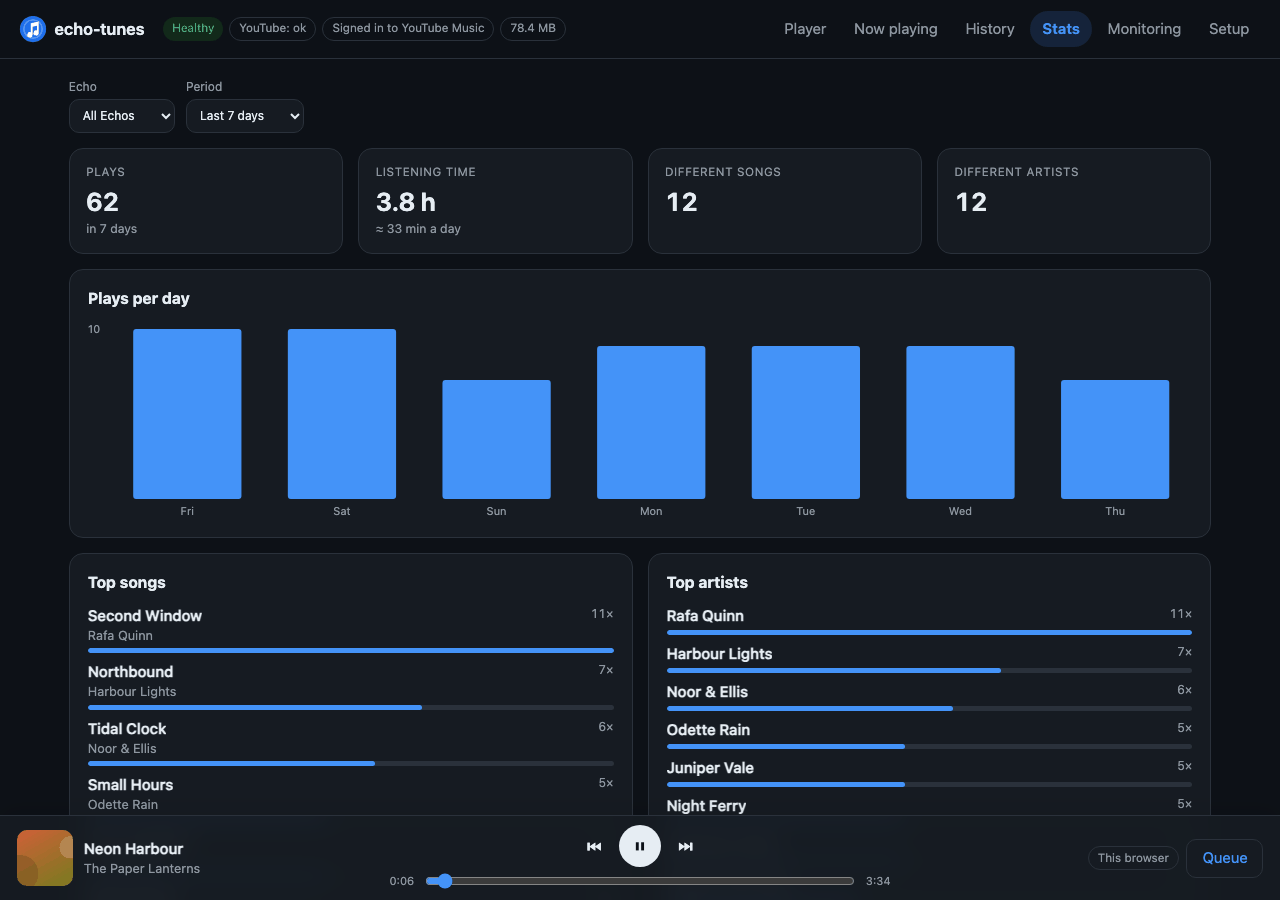 echo-tunes
Healthy
YouTube: ok
Signed in to YouTube Music
78.4 MB
Player
Now playing
History
Stats
Monitoring
Setup
Echo
Period
All Echos
Last 7 days
PLAYS
62
in 7 days
LISTENING TIME
3.8 h
≈ 33 min a day
DIFFERENT SONGS
12
DIFFERENT ARTISTS
12
Plays per day
10
Fri
Sat
Sun
Mon
Tue
Wed
Thu
Top songs
Second Window
11×
Rafa Quinn
Northbound
7×
Harbour Lights
Tidal Clock
6×
Noor & Ellis
Small Hours
5×
Odette Rain
Top artists
Rafa Quinn
11×
Harbour Lights
7×
Noor & Ellis
6×
Odette Rain
5×
Juniper Vale
5×
Night Ferry
5×
Neon Harbour
The Paper Lanterns
0:06
3:34
This browser
Queue